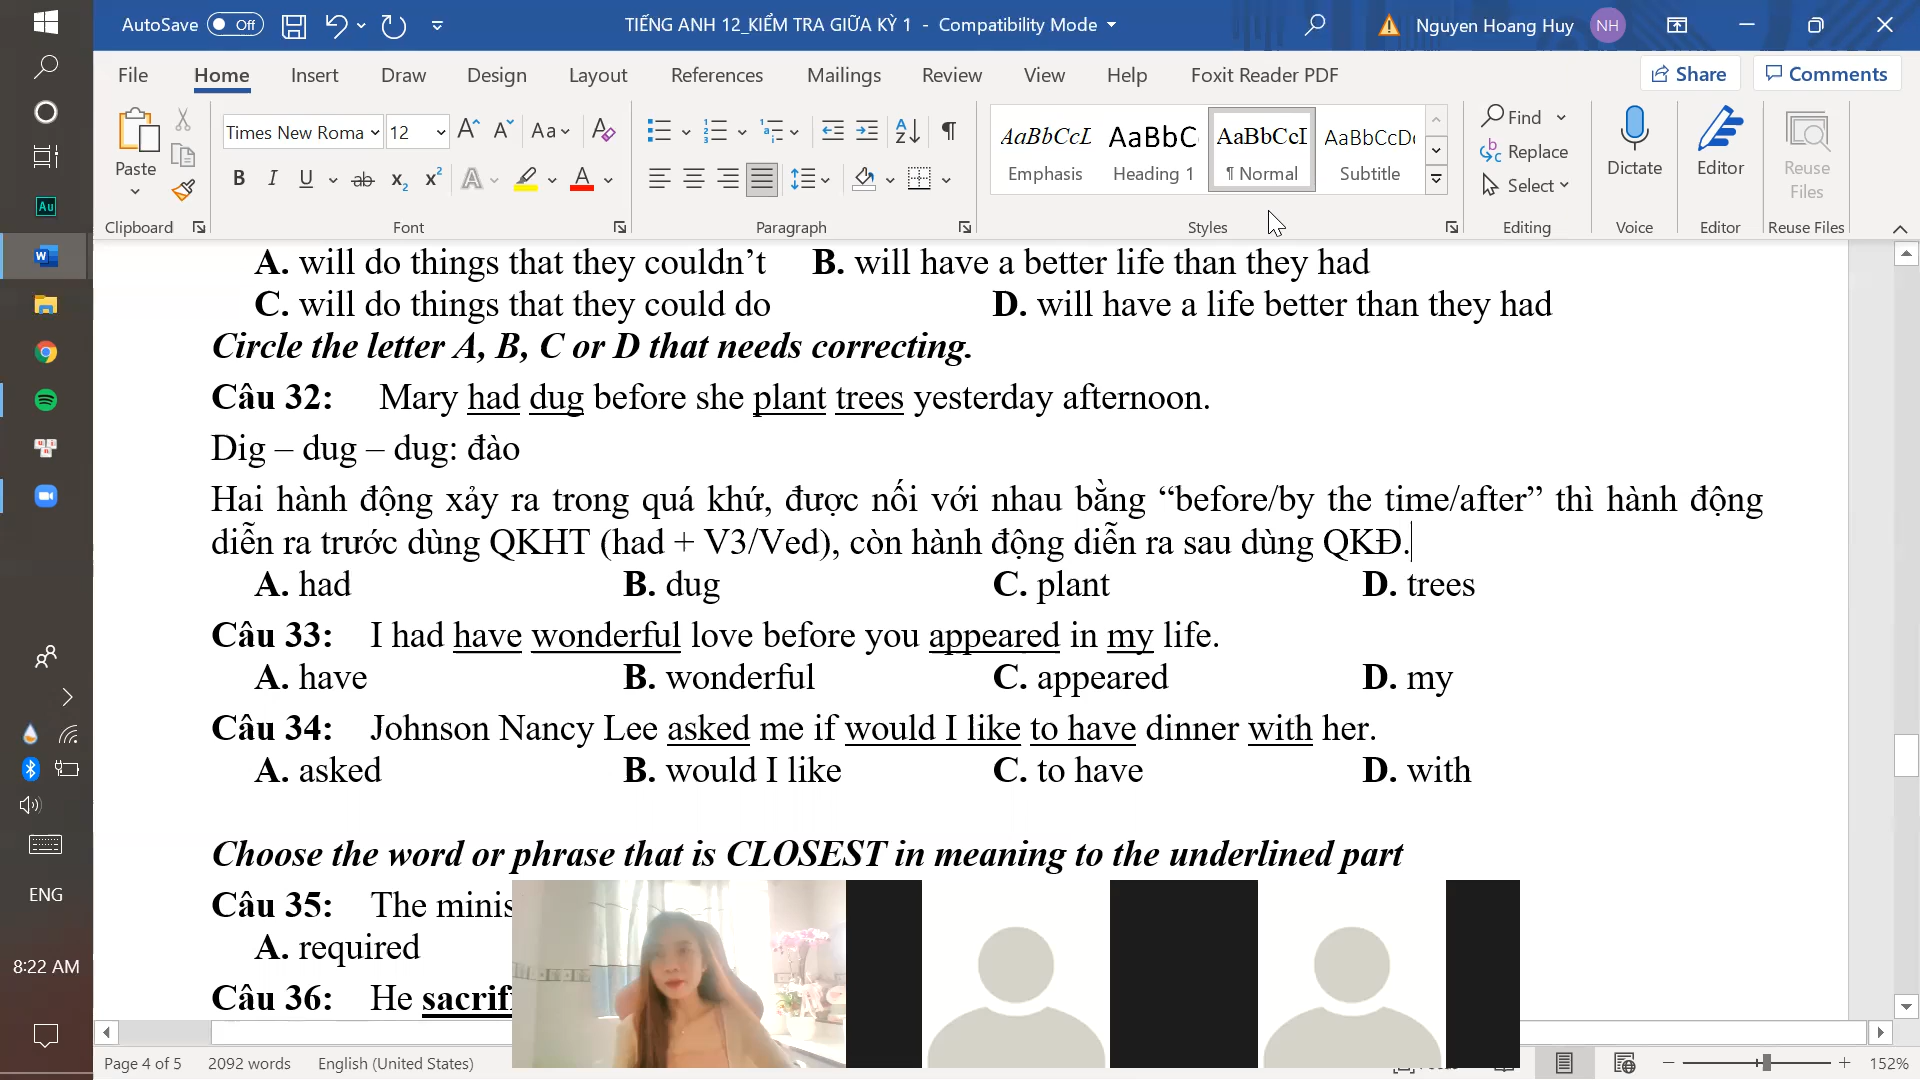 AutoSave Off TIẾNG ANH 12_KIỂM TRA GIỮA KỲ 1 - Compatibility Mode Nguyen Hoang Huy NH
File Home Insert Draw Design Layout References Mailings Review View Help Foxit Reader PDF Share Comments
Paste
Times New Roma 12
AaBbCcL AaBbC AaBbCcI AaBbCcD
Emphasis Heading 1 ¶ Normal Subtitle
Find
Replace
Select
Dictate Editor Reuse Files
Clipboard Font Paragraph Styles Editing Voice Editor Reuse Files
A. will do things that they couldn’t B. will have a better life than they had
C. will do things that they could do D. will have a life better than they had
Circle the letter A, B, C or D that needs correcting.
Câu 32: Mary had dug before she plant trees yesterday afternoon.
Dig – dug – dug: đào
Hai hành động xảy ra trong quá khứ, được nối với nhau bằng “before/by the time/after” thì hành động
diễn ra trước dùng QKHT (had + V3/Ved), còn hành động diễn ra sau dùng QKĐ.
A. had B. dug C. plant D. trees
Câu 33: I had have wonderful love before you appeared in my life.
A. have B. wonderful C. appeared D. my
Câu 34: Johnson Nancy Lee asked me if would I like to have dinner with her.
A. asked B. would I like C. to have D. with
Choose the word or phrase that is CLOSEST in meaning to the underlined part
Câu 35: The minis
A. required
Câu 36: He sacrif
Au
ENG
8:22 AM
Page 4 of 5 2092 words English (United States) 152%